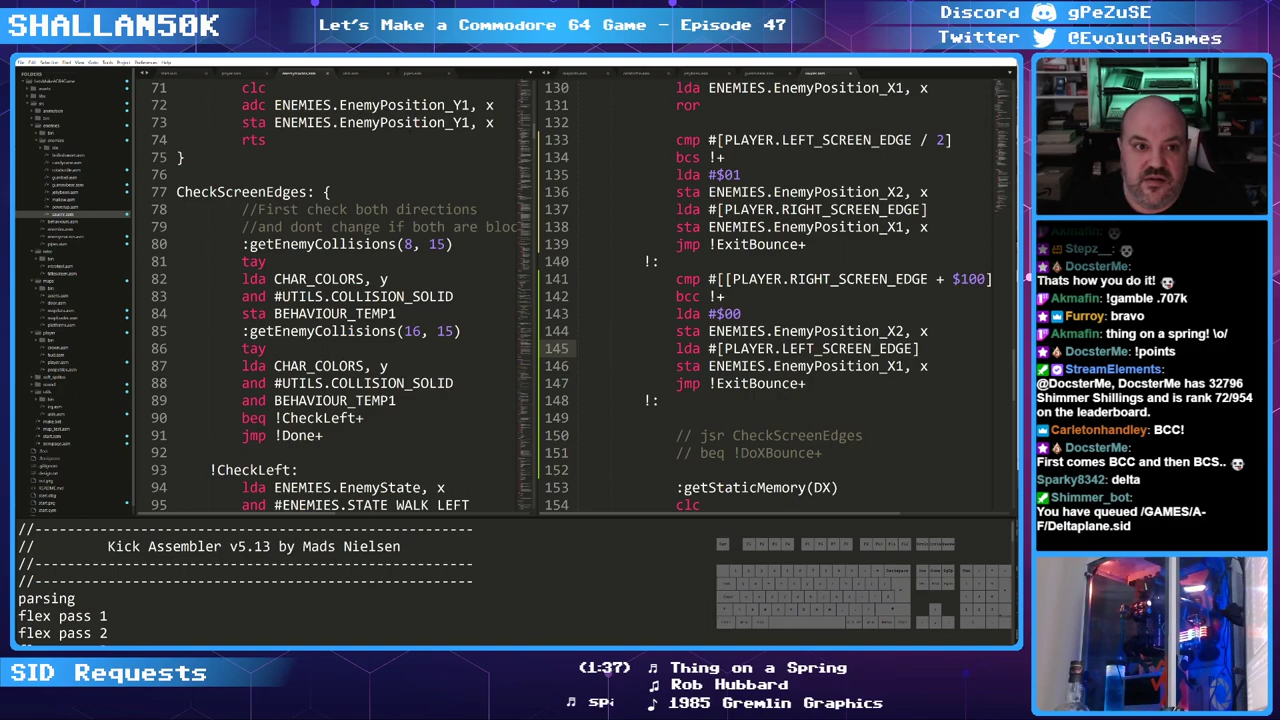 SHALLAN50K
Let's Make a Commodore 64 Game - Episode 47
Discord gPeZuSE
Twitter @EvoluteGames
FOLDERS
71 clc
72 adc ENEMIES.EnemyPosition_Y1, x
73 sta ENEMIES.EnemyPosition_Y1, x
74 rts
75 }
76
77 CheckScreenEdges: {
78 //First check both directions
79 //and dont change if both are bloc
80 :getEnemyCollisions(8, 15)
81 tay
82 lda CHAR_COLORS, y
83 and #UTILS.COLLISION_SOLID
84 sta BEHAVIOUR_TEMP1
85 :getEnemyCollisions(16, 15)
86 tay
87 lda CHAR_COLORS, y
88 and #UTILS.COLLISION_SOLID
89 and BEHAVIOUR_TEMP1
90 beq !CheckLeft+
91 jmp !Done+
92
93 !CheckLeft:
94 lda ENEMIES.EnemyState, x
95 and #ENEMIES.STATE_WALK_LEFT
130 lda ENEMIES.EnemyPosition_X1, x
131 ror
132
133 cmp #[PLAYER.LEFT_SCREEN_EDGE / 2]
134 bcs !+
135 lda #$01
136 sta ENEMIES.EnemyPosition_X2, x
137 lda #[PLAYER.RIGHT_SCREEN_EDGE]
138 sta ENEMIES.EnemyPosition_X1, x
139 jmp !ExitBounce+
140 !:
141 cmp #[[PLAYER.RIGHT_SCREEN_EDGE + $100]
142 bcc !+
143 lda #$00
144 sta ENEMIES.EnemyPosition_X2, x
145 lda #[PLAYER.LEFT_SCREEN_EDGE]
146 sta ENEMIES.EnemyPosition_X1, x
147 jmp !ExitBounce+
148 !:
149
150 // jsr CheckScreenEdges
151 // beq !DoXBounce+
152
153 :getStaticMemory(DX)
154 clc
//--------------------------------------------------
// Kick Assembler v5.13 by Mads Nielsen
//--------------------------------------------------
//--------------------------------------------------
parsing
flex pass 1
flex pass 2
Akmafin:
Stepz__:
DocsterMe:
Thats how you do it!
Akmafin: !gamble .707k
Furroy: bravo
Akmafin: thing on a spring! \o/
DocsterMe: !points
StreamElements:
@DocsterMe, DocsterMe has 32796
Shimmer Shillings and is rank 72/954
on the leaderboard.
Carletonhandley: BCC!
DocsterMe:
First comes BCC and then BCS..
Sparky8342: delta
Shimmer_bot:
You have queued /GAMES/A-
F/Deltaplane.sid
SID Requests
(1:37) Thing on a Spring
Rob Hubbard
1985 Gremlin Graphics